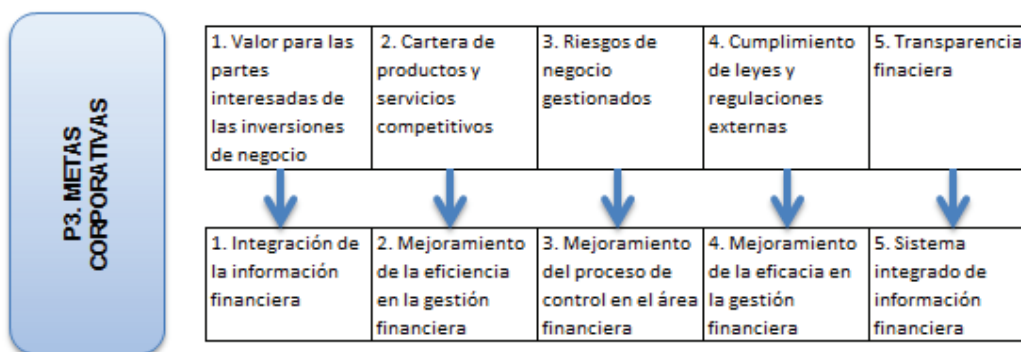 P3. METAS
CORPORATIVAS
1. Valor para las
partes
interesadas de
las inversiones
de negocio
2. Cartera de
productos y
servicios
competitivos
3. Riesgos de
negocio
gestionados
4. Cumplimiento
de leyes y
regulaciones
externas
5. Transparencia
finaciera
1. Integración de
la información
financiera
2. Mejoramiento
de la eficiencia
en la gestión
financiera
3. Mejoramiento
del proceso de
control en el área
financiera
4. Mejoramiento
de la eficacia en
la gestión
financiera
5. Sistema
integrado de
información
financiera